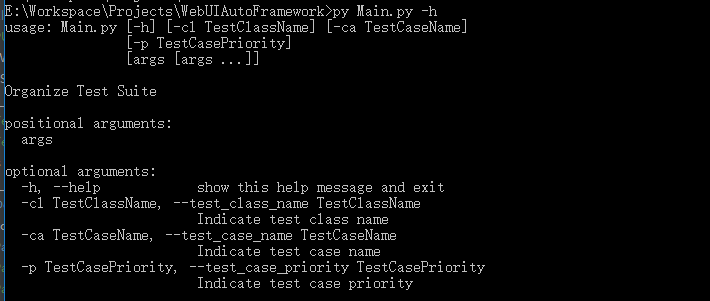 E:\Workspace\Projects\WebUIAutoFramework>py Main.py -h
usage: Main.py [-h] [-cl TestClassName] [-ca TestCaseName]
[-p TestCasePriority]
[args [args ...]]
Organize Test Suite
positional arguments:
args
optional arguments:
-h, --help show this help message and exit
-cl TestClassName, --test_class_name TestClassName
Indicate test class name
-ca TestCaseName, --test_case_name TestCaseName
Indicate test case name
-p TestCasePriority, --test_case_priority TestCasePriority
Indicate test case priority